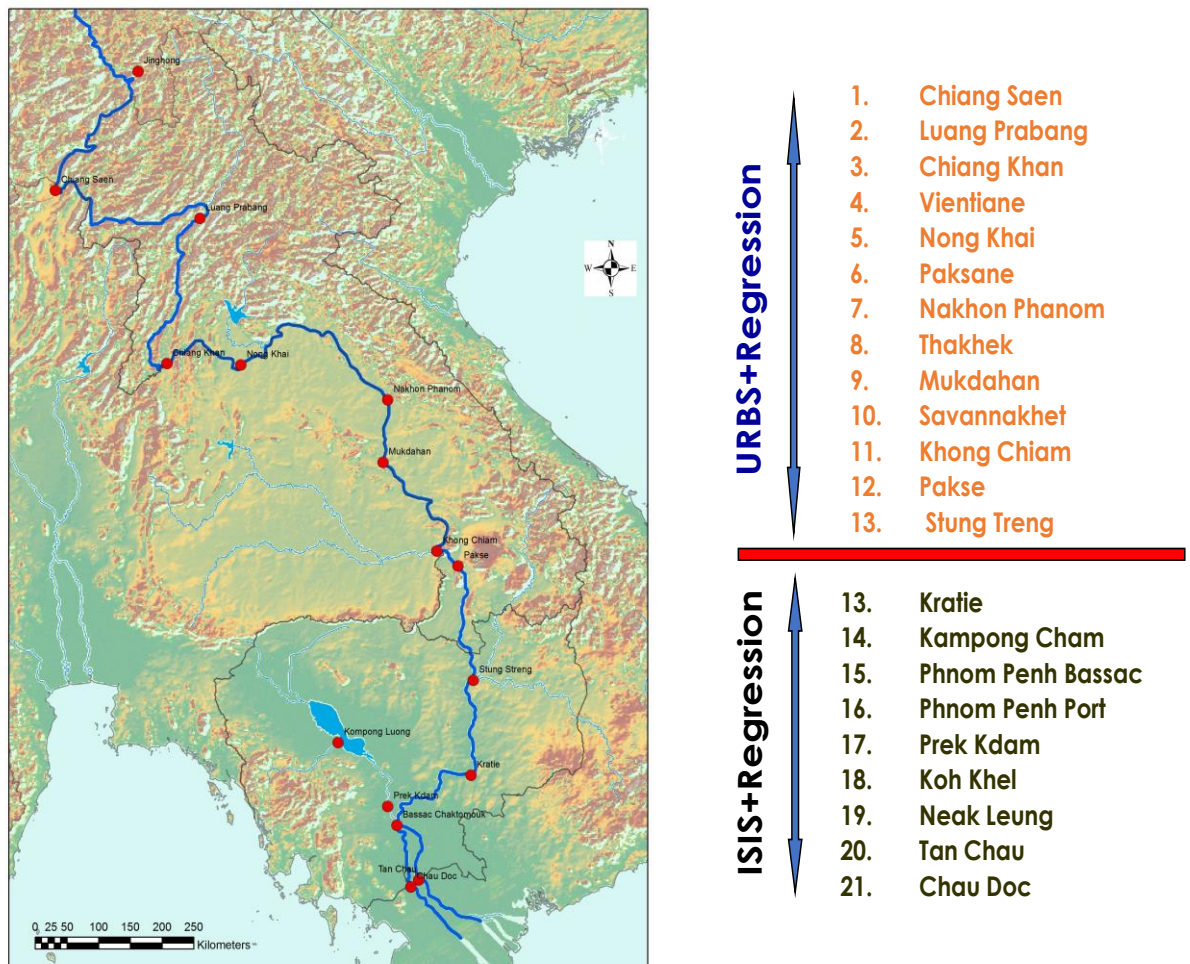 Jinghong
Chiang Saen
Luang Prabang
N
W E
S
Chiang Khan
Nong Khai
Nakhon Phanom
Mukdahan
Khong Chiam
Pakse
Stung Streng
Kompong Luong
Kratie
Prek Kdam
Bassac Chaktomouk
Tan Chau
Chau Doc
0 25 50 100 150 200 250
Kilometers
URBS+Regression
1. Chiang Saen
2. Luang Prabang
3. Chiang Khan
4. Vientiane
5. Nong Khai
6. Paksane
7. Nakhon Phanom
8. Thakhek
9. Mukdahan
10. Savannakhet
11. Khong Chiam
12. Pakse
13. Stung Treng
ISIS+Regression
13. Kratie
14. Kampong Cham
15. Phnom Penh Bassac
16. Phnom Penh Port
17. Prek Kdam
18. Koh Khel
19. Neak Leung
20. Tan Chau
21. Chau Doc